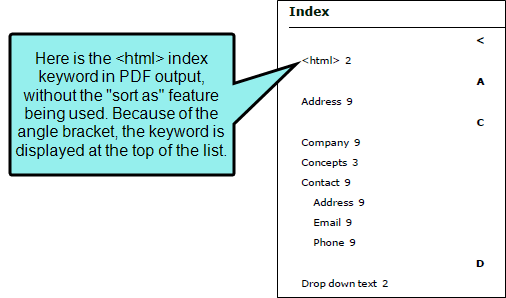 Here is the <html> index
keyword in PDF output,
without the "sort as" feature
being used. Because of the
angle bracket, the keyword is
displayed at the top of the list.
Index
<
<html> 2
A
Address 9
C
Company 9
Concepts 3
Contact 9
Address 9
Email 9
Phone 9
D
Drop down text 2